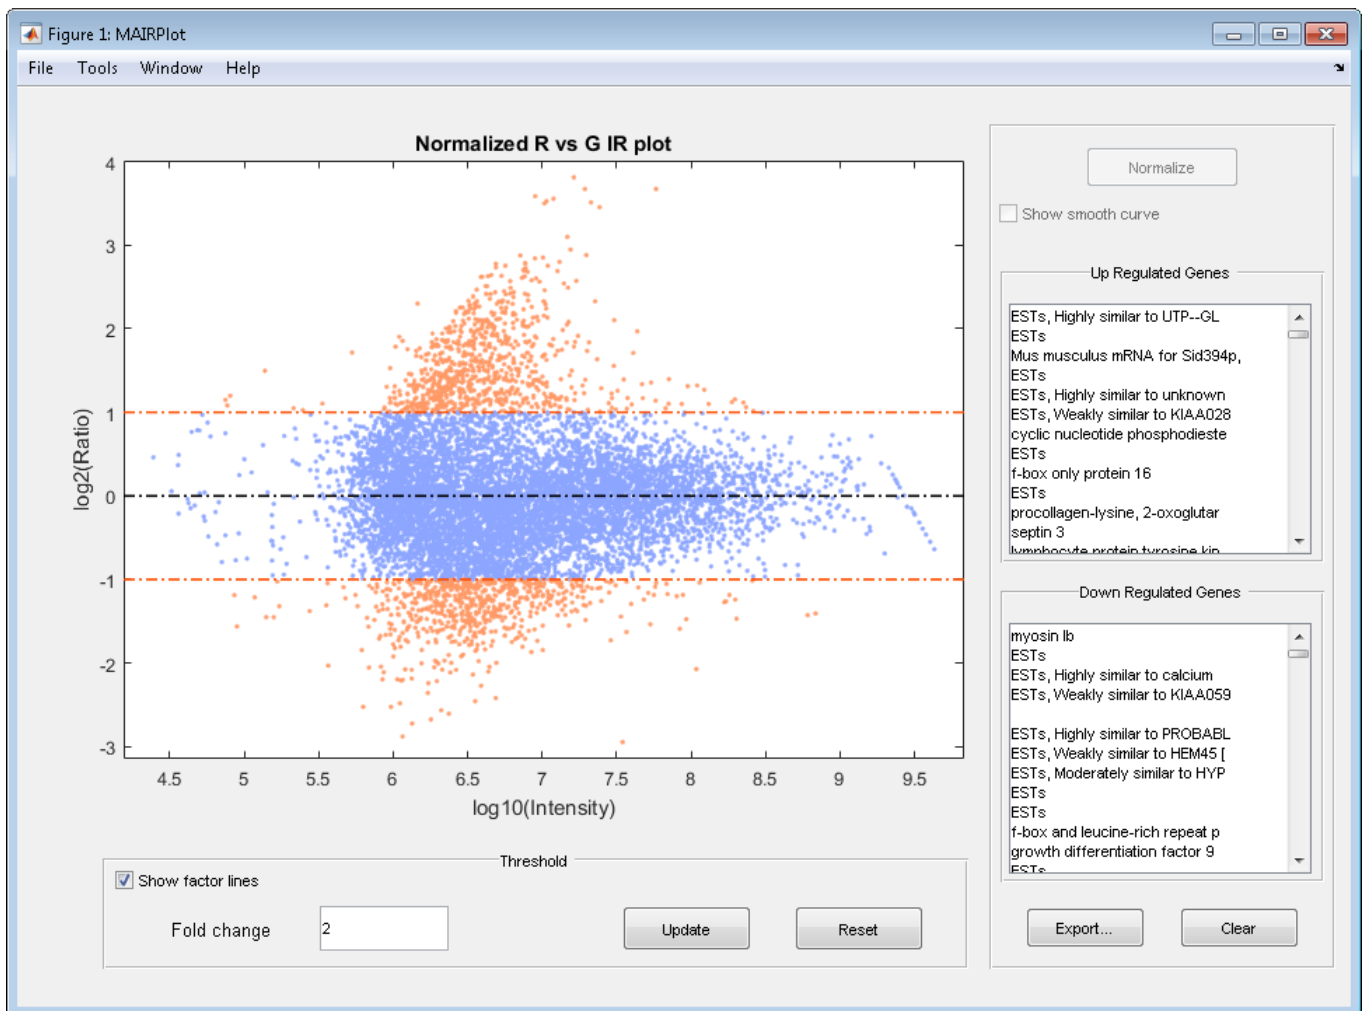 Figure 1: MAIRPlot
File Tools Window Help
Normalized R vs G IR plot
4
3
2
1
0
-1
-2
-3
log2(Ratio)
4.5 5 5.5 6 6.5 7 7.5 8 8.5 9 9.5
log10(Intensity)
Threshold
Show factor lines
Fold change 2 Update Reset
Normalize
Show smooth curve
Up Regulated Genes
ESTs, Highly similar to UTP--GL
ESTs
Mus musculus mRNA for Sid394p,
ESTs
ESTs, Highly similar to unknown
ESTs, Weakly similar to KIAA028
cyclic nucleotide phosphodieste
ESTs
f-box only protein 16
ESTs
procollagen-lysine, 2-oxoglutar
septin 3
lymphocyte protein tyrosine kin
Down Regulated Genes
myosin Ib
ESTs
ESTs, Highly similar to calcium
ESTs, Weakly similar to KIAA059
ESTs, Highly similar to PROBABL
ESTs, Weakly similar to HEM45 [
ESTs, Moderately similar to HYP
ESTs
ESTs
f-box and leucine-rich repeat p
growth differentiation factor 9
ESTs
Export... Clear